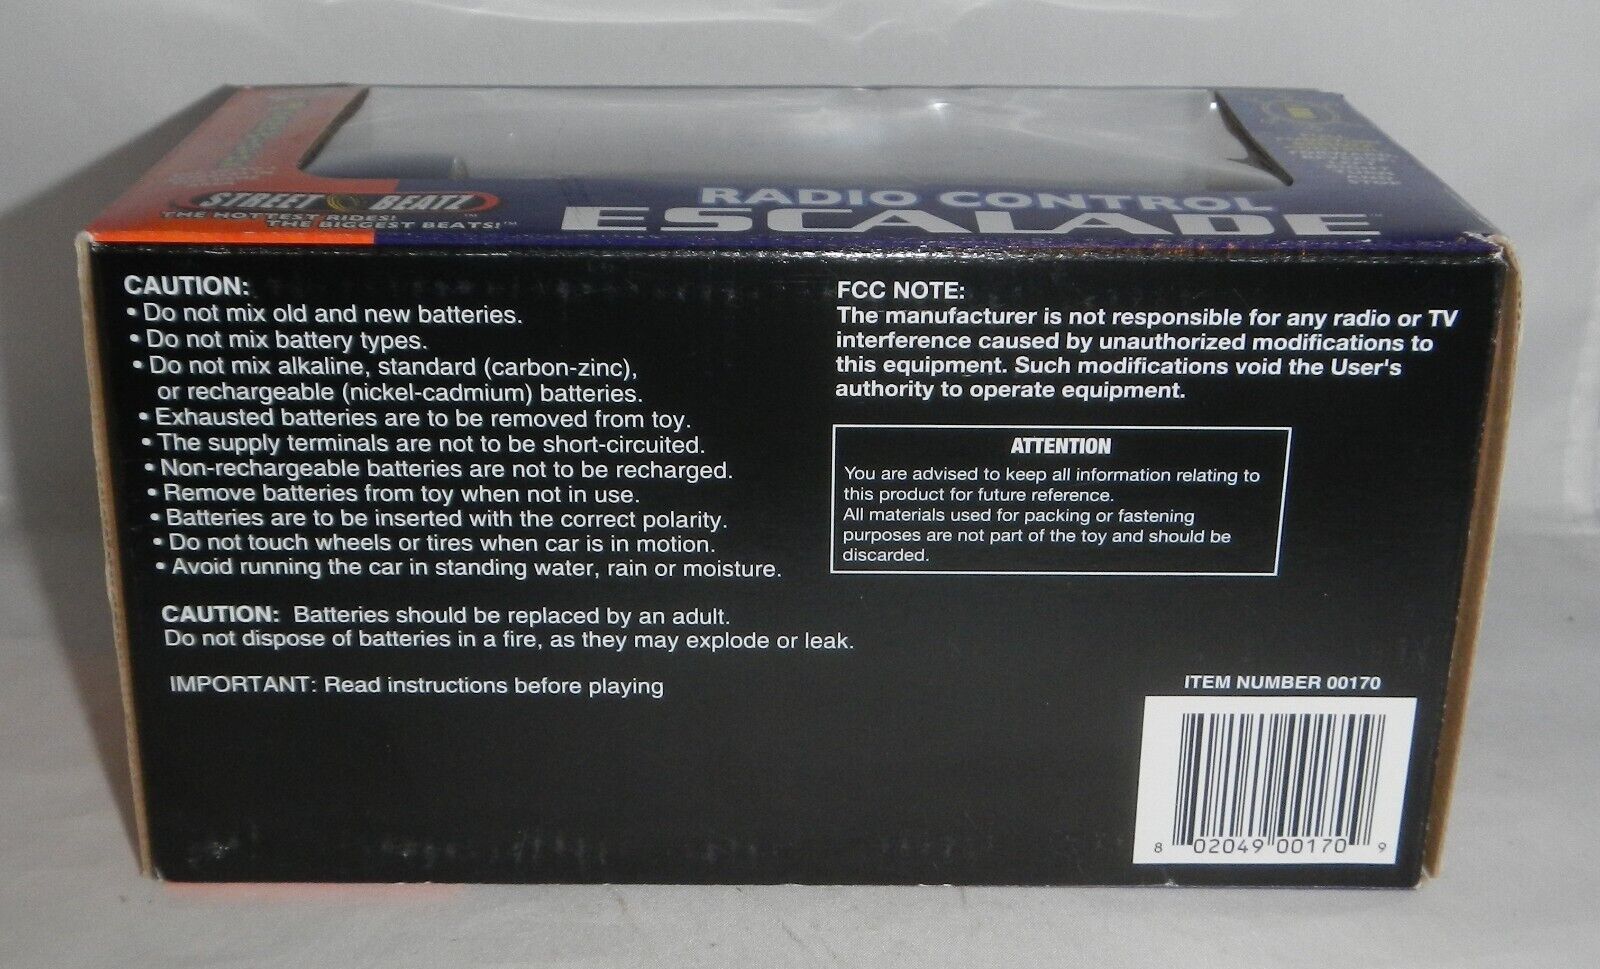 STREET BEATZ™
THE HOTTEST RIDES!
THE BIGGEST BEATS!™
RADIO CONTROL
ESCALADE™
CAUTION:
• Do not mix old and new batteries.
• Do not mix battery types.
• Do not mix alkaline, standard (carbon-zinc),
or rechargeable (nickel-cadmium) batteries.
• Exhausted batteries are to be removed from toy.
• The supply terminals are not to be short-circuited.
• Non-rechargeable batteries are not to be recharged.
• Remove batteries from toy when not in use.
• Batteries are to be inserted with the correct polarity.
• Do not touch wheels or tires when car is in motion.
• Avoid running the car in standing water, rain or moisture.
CAUTION: Batteries should be replaced by an adult.
Do not dispose of batteries in a fire, as they may explode or leak.
IMPORTANT: Read instructions before playing
FCC NOTE:
The manufacturer is not responsible for any radio or TV
interference caused by unauthorized modifications to
this equipment. Such modifications void the User's
authority to operate equipment.
ATTENTION
You are advised to keep all information relating to
this product for future reference.
All materials used for packing or fastening
purposes are not part of the toy and should be
discarded.
ITEM NUMBER 00170
8 02049 00170 9